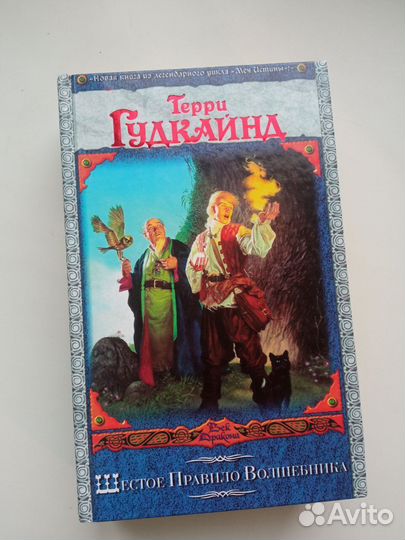 «Новая книга из легендарного цикла «Меч Истины»!»
Терри
Гудкайнд
Век
Дракона
Шестое Правило Волшебника
Avito